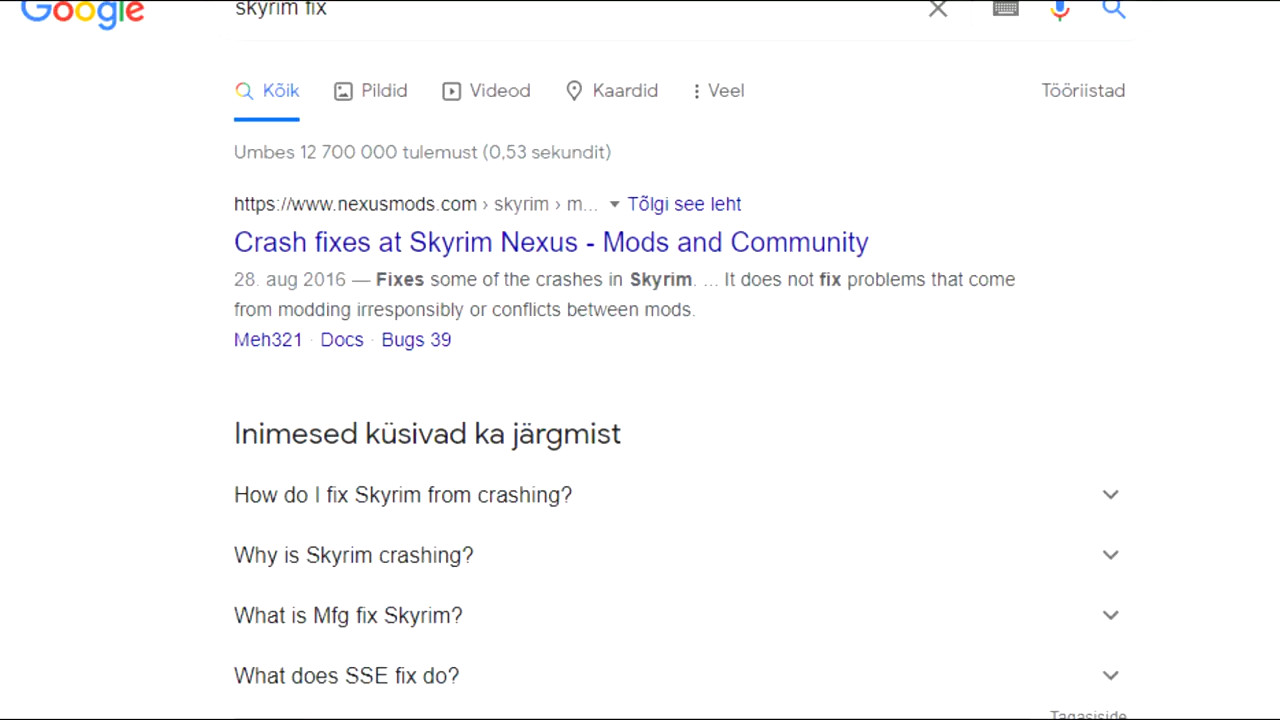 Google
skyrim fix
Kõik Pildid Videod Kaardid Veel Tööriistad
Umbes 12 700 000 tulemust (0,53 sekundit)
https://www.nexusmods.com › skyrim › m... Tõlgi see leht
Crash fixes at Skyrim Nexus - Mods and Community
28. aug 2016 — Fixes some of the crashes in Skyrim. ... It does not fix problems that come
from modding irresponsibly or conflicts between mods.
Meh321 · Docs · Bugs 39
Inimesed küsivad ka järgmist
How do I fix Skyrim from crashing?
Why is Skyrim crashing?
What is Mfg fix Skyrim?
What does SSE fix do?
Tagasiside